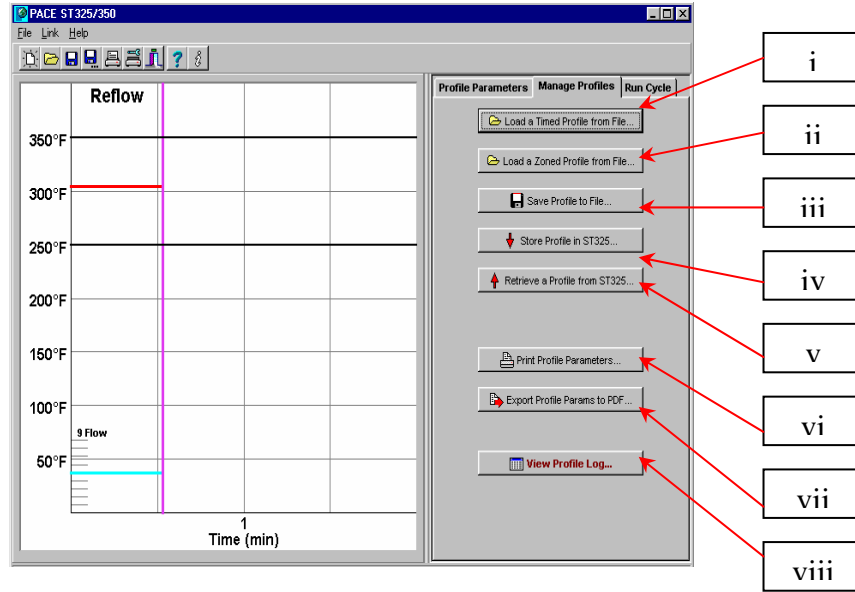 PACE ST325/350
File Link Help
Reflow
350°F
300°F
250°F
200°F
150°F
100°F
9 Flow
50°F
1
Time (min)
Profile Parameters Manage Profiles Run Cycle
Load a Timed Profile from File...
Load a Zoned Profile from File...
Save Profile to File...
Store Profile in ST325...
Retrieve a Profile from ST325...
Print Profile Parameters...
Export Profile Params to PDF...
View Profile Log...
i
ii
iii
iv
v
vi
vii
viii